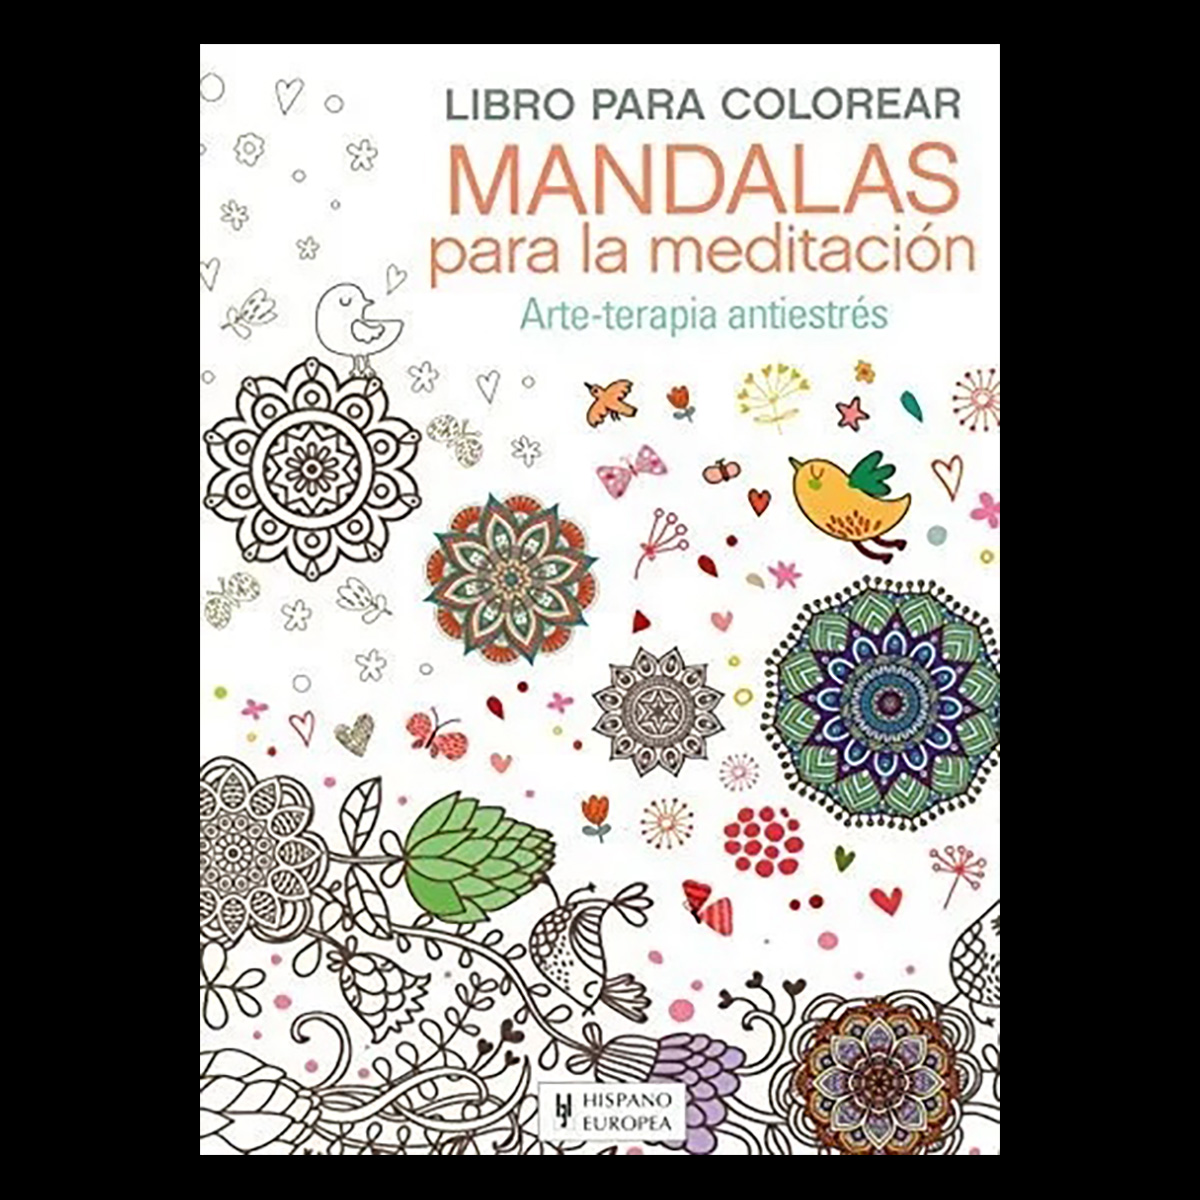 LIBRO PARA COLOREAR
MANDALAS
para la meditación
Arte-terapia antiestrés
HISPANO
EUROPEA